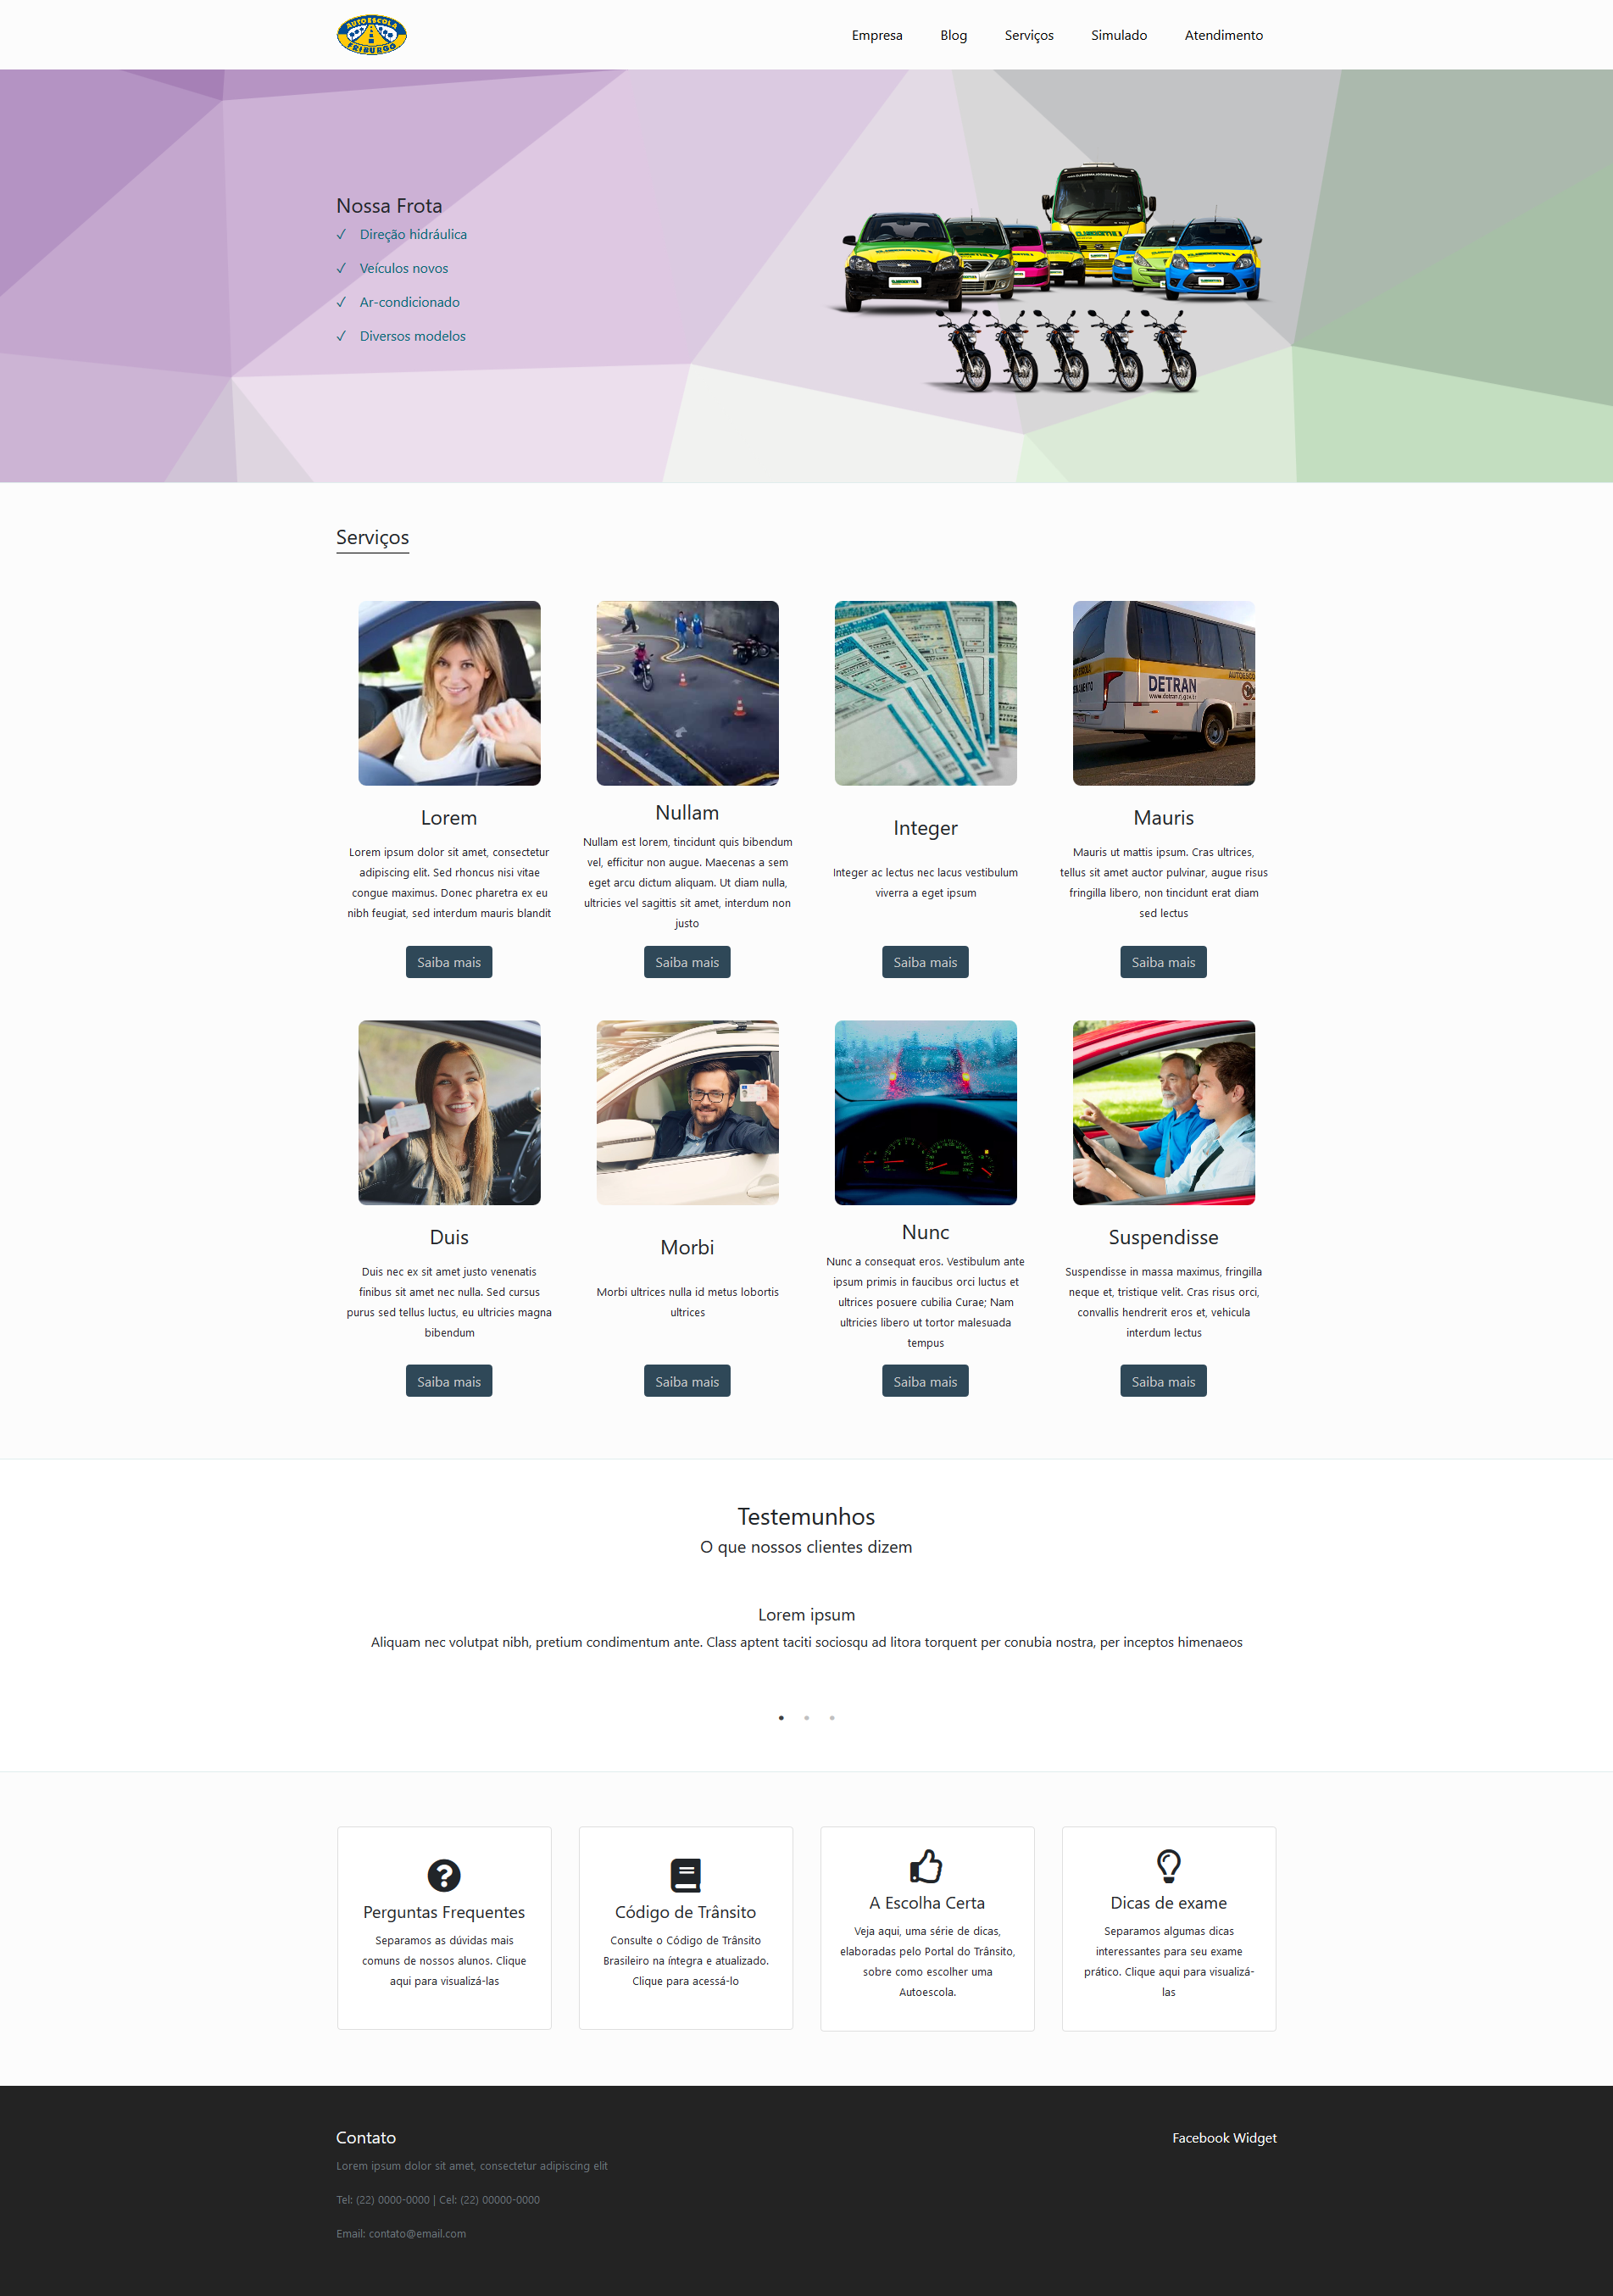 AUTOESCOLA
FRIBURGO
Empresa
Blog
Serviços
Simulado
Atendimento
Nossa Frota
✓ Direção hidráulica
✓ Veículos novos
✓ Ar-condicionado
✓ Diversos modelos
Serviços
DETRAN
www.detran.rj.gov.br
Lorem
Lorem ipsum dolor sit amet, consectetur
adipiscing elit. Sed rhoncus nisi vitae
congue maximus. Donec pharetra ex eu
nibh feugiat, sed interdum mauris blandit
Saiba mais
Nullam
Nullam est lorem, tincidunt quis bibendum
vel, efficitur non augue. Maecenas a sem
eget arcu dictum aliquam. Ut diam nulla,
ultricies vel sagittis sit amet, interdum non
justo
Saiba mais
Integer
Integer ac lectus nec lacus vestibulum
viverra a eget ipsum
Saiba mais
Mauris
Mauris ut mattis ipsum. Cras ultrices,
tellus sit amet auctor pulvinar, augue risus
fringilla libero, non tincidunt erat diam
sed lectus
Saiba mais
Duis
Duis nec ex sit amet justo venenatis
finibus sit amet nec nulla. Sed cursus
purus sed tellus luctus, eu ultricies magna
bibendum
Saiba mais
Morbi
Morbi ultrices nulla id metus lobortis
ultrices
Saiba mais
Nunc
Nunc a consequat eros. Vestibulum ante
ipsum primis in faucibus orci luctus et
ultrices posuere cubilia Curae; Nam
ultricies libero ut tortor malesuada
tempus
Saiba mais
Suspendisse
Suspendisse in massa maximus, fringilla
neque et, tristique velit. Cras risus orci,
convallis hendrerit eros et, vehicula
interdum lectus
Saiba mais
Testemunhos
O que nossos clientes dizem
Lorem ipsum
Aliquam nec volutpat nibh, pretium condimentum ante. Class aptent taciti sociosqu ad litora torquent per conubia nostra, per inceptos himenaeos
Perguntas Frequentes
Separamos as dúvidas mais
comuns de nossos alunos. Clique
aqui para visualizá-las
Código de Trânsito
Consulte o Código de Trânsito
Brasileiro na íntegra e atualizado.
Clique para acessá-lo
A Escolha Certa
Veja aqui, uma série de dicas,
elaboradas pelo Portal do Trânsito,
sobre como escolher uma
Autoescola.
Dicas de exame
Separamos algumas dicas
interessantes para seu exame
prático. Clique aqui para visualizá-
las
Contato
Lorem ipsum dolor sit amet, consectetur adipiscing elit
Tel: (22) 0000-0000 | Cel: (22) 00000-0000
Email: contato@email.com
Facebook Widget